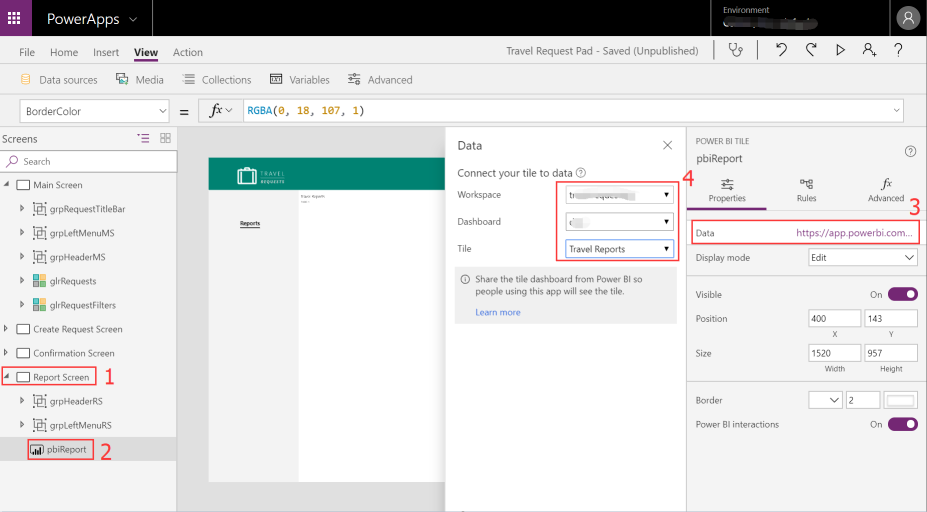 PowerApps
Environment
File Home Insert View Action
Travel Request Pad - Saved (Unpublished)
Data sources Media Collections Variables Advanced
BorderColor = fx RGBA(0, 18, 107, 1)
Screens
Search
Main Screen
grpRequestTitleBar
grpLeftMenuMS
grpHeaderMS
glrRequests
glrRequestFilters
Create Request Screen
Confirmation Screen
Report Screen 1
grpHeaderRS
grpLeftMenuRS
pbiReport 2
TRAVEL
REQUESTS
Travel Reports
Reports
Data
Connect your tile to data
Workspace
4
Dashboard
Tile Travel Reports
Share the tile dashboard from Power BI so
people using this app will see the tile.
Learn more
POWER BI TILE
pbiReport
Properties Rules Advanced
3
Data https://app.powerbi.com...
Display mode Edit
Visible On
Position 400 143
X Y
Size 1520 957
Width Height
Border 2
Power BI interactions On